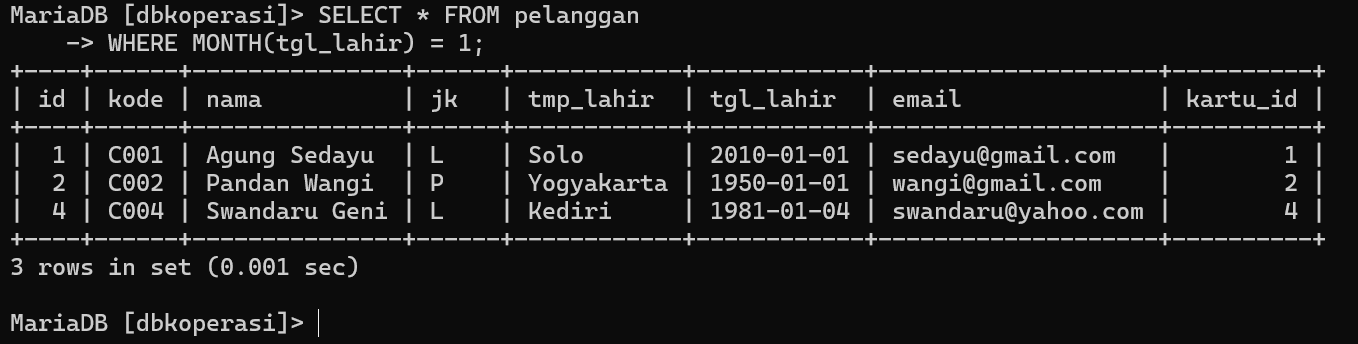 MariaDB [dbkoperasi]> SELECT * FROM pelanggan
    -> WHERE MONTH(tgl_lahir) = 1;
+----+------+---------------+------+------------+------------+--------------------+----------+
| id | kode | nama          | jk   | tmp_lahir  | tgl_lahir  | email              | kartu_id |
+----+------+---------------+------+------------+------------+--------------------+----------+
|  1 | C001 | Agung Sedayu  | L    | Solo       | 2010-01-01 | sedayu@gmail.com   |        1 |
|  2 | C002 | Pandan Wangi  | P    | Yogyakarta | 1950-01-01 | wangi@gmail.com    |        2 |
|  4 | C004 | Swandaru Geni | L    | Kediri     | 1981-01-04 | swandaru@yahoo.com |        4 |
+----+------+---------------+------+------------+------------+--------------------+----------+
3 rows in set (0.001 sec)
MariaDB [dbkoperasi]>